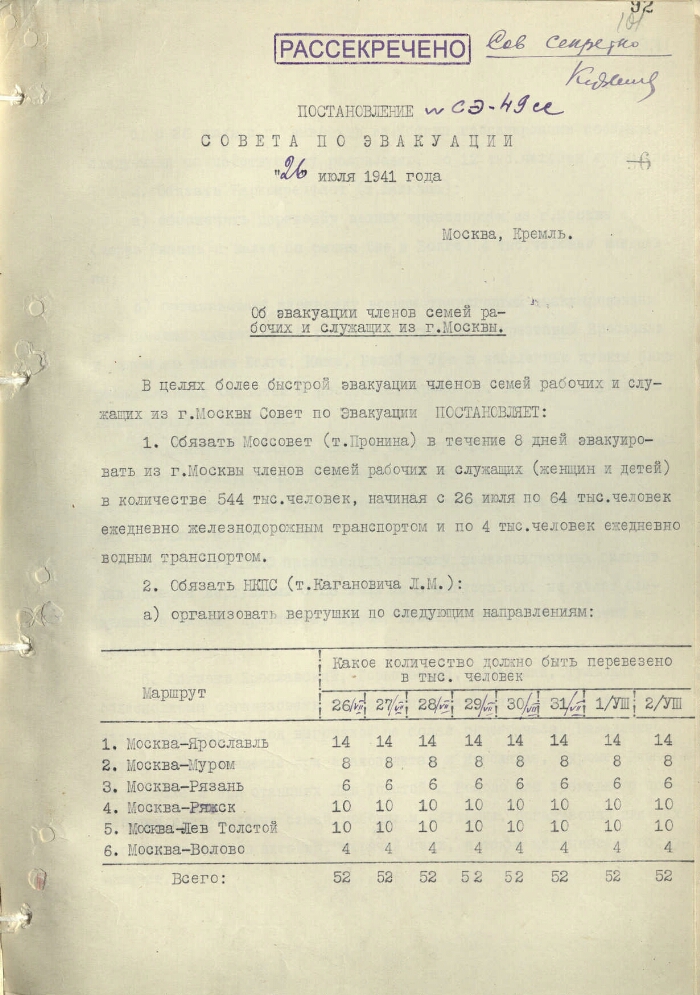 92
101
РАССЕКРЕЧЕНО
Сов секретно
ПОСТАНОВЛЕНИЕ № СЭ-49сс
СОВЕТА ПО ЭВАКУАЦИИ
"26 июля 1941 года
Москва, Кремль.
Об эвакуации членов семей ра-
бочих и служащих из г.Москвы.
В целях более быстрой эвакуации членов семей рабочих и слу-
жащих из г.Москвы Совет по Эвакуации ПОСТАНОВЛЯЕТ:
1. Обязать Моссовет (т.Пронина) в течение 8 дней эвакуиро-
вать из г.Москвы членов семей рабочих и служащих (женщин и детей)
в количестве 544 тыс.человек, начиная с 26 июля по 64 тыс.человек
ежедневно железнодорожным транспортом и по 4 тыс.человек ежедневно
водным транспортом.
2. Обязать НКПС (т.Кагановича Л.М.):
а) организовать вертушки по следующим направлениям:
Маршрут Какое количество должно быть перевезено
в тыс. человек
26/VII 27/VII 28/VII 29/VII 30/VII 31/VII 1/УШ 2/УШ
1. Москва-Ярославль 14 14 14 14 14 14 14 14
2. Москва-Муром 8 8 8 8 8 8 8 8
3. Москва-Рязань 6 6 6 6 6 6 6 6
4. Москва-Ряжск 10 10 10 10 10 10 10 10
5. Москва-Лев Толстой 10 10 10 10 10 10 10 10
6. Москва-Волово 4 4 4 4 4 4 4 4
Всего: 52 52 52 52 52 52 52 52